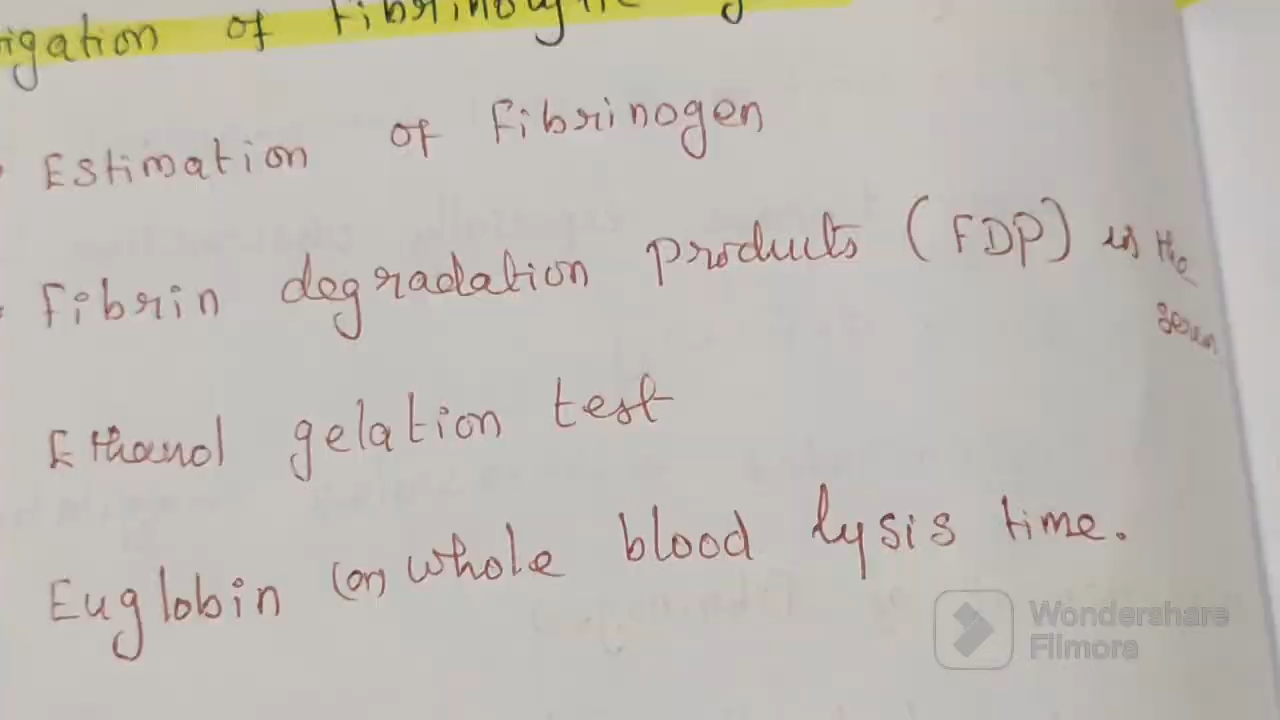 of
Estimation of Fibrinogen
Fibrin degradation products (FDP) in the
Ethanol gelation test
Euglobin (or) whole blood lysis time.
Wondershare
Filmora